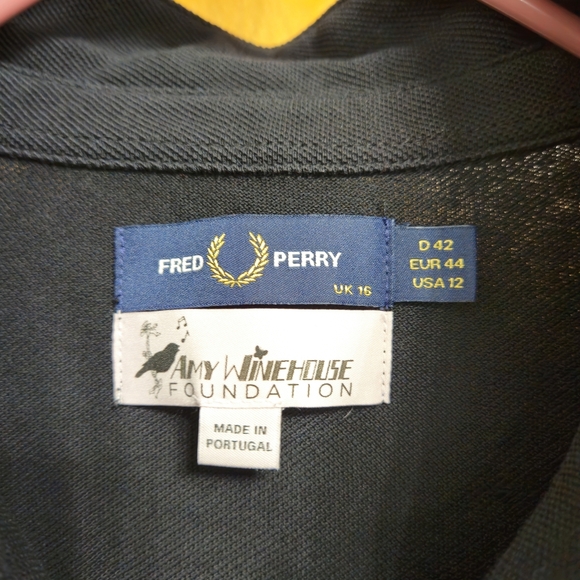 FRED PERRY
UK 16
D 42
EUR 44
USA 12
AMY WINEHOUSE
FOUNDATION
MADE IN
PORTUGAL